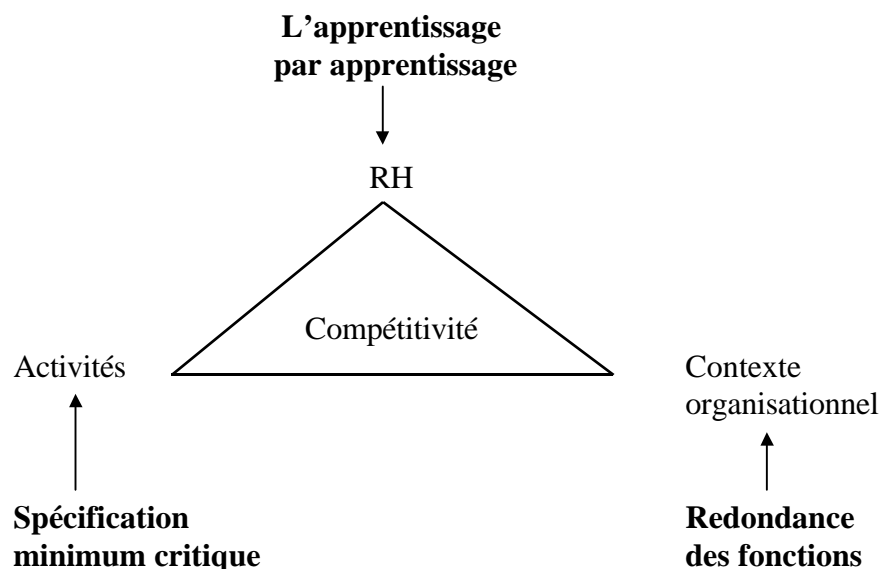 L’apprentissage
par apprentissage
RH
Compétitivité
Activités
Contexte
organisationnel
Spécification
minimum critique
Redondance
des fonctions